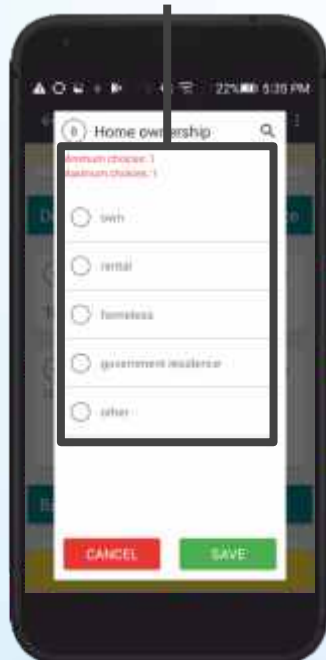 22% 5:35 PM
Home ownership
Minimum choices: 1
Maximum choices: 1
own
rental
homeless
government residence
other
CANCEL
SAVE